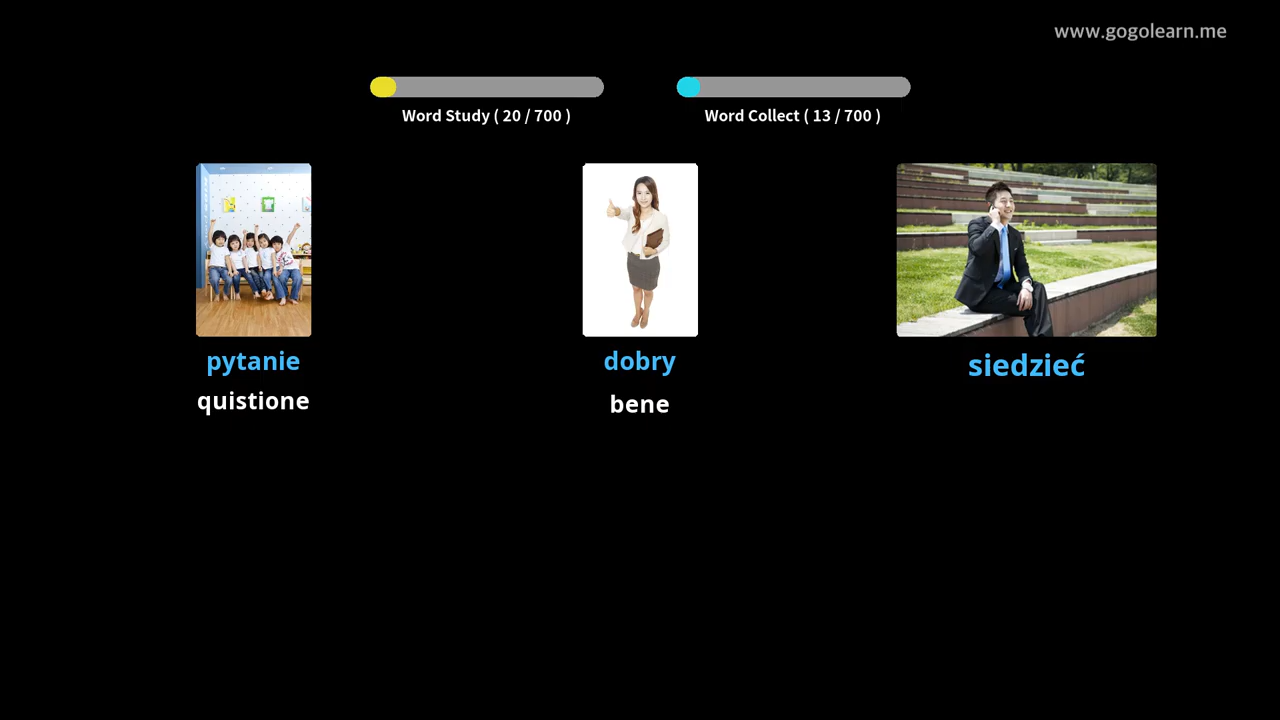 www.gogolearn.me
Word Study ( 20 / 700 )
Word Collect ( 13 / 700 )
pytanie
dobry
siedzieć
quistione
bene